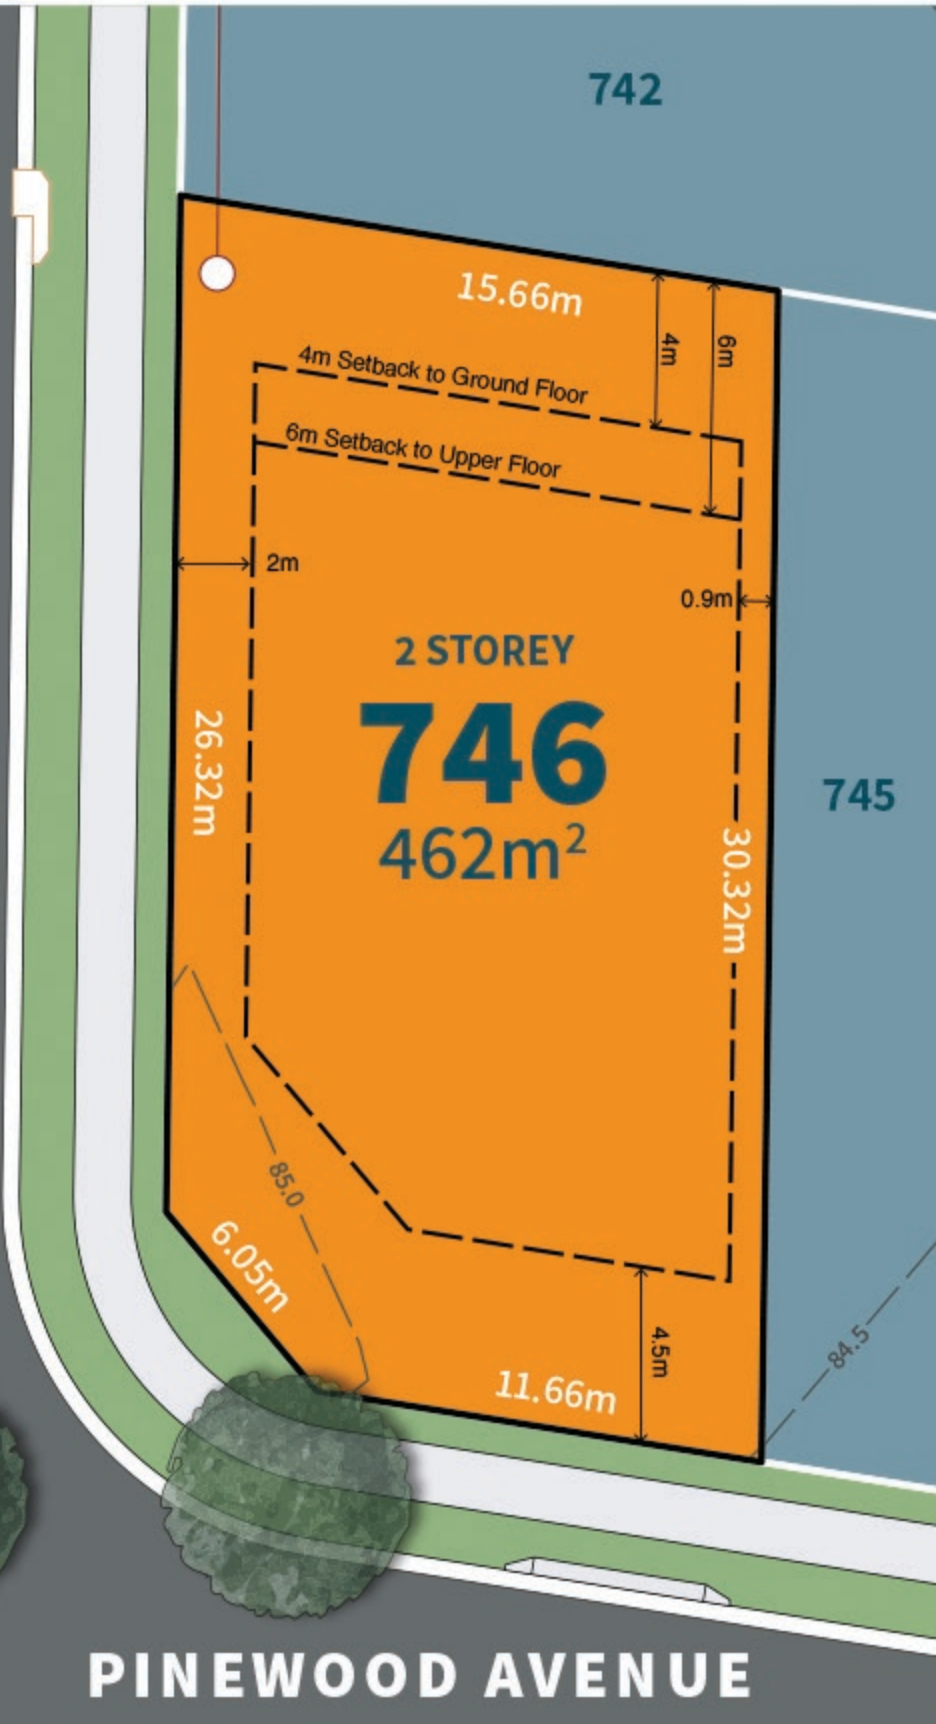 742
15.66m
4m
6m
4m Setback to Ground Floor
6m Setback to Upper Floor
2m
0.9m
2 STOREY
746
462m²
26.32m
30.32m
745
85.0
6.05m
4.5m
84.5
11.66m
PINEWOOD AVENUE